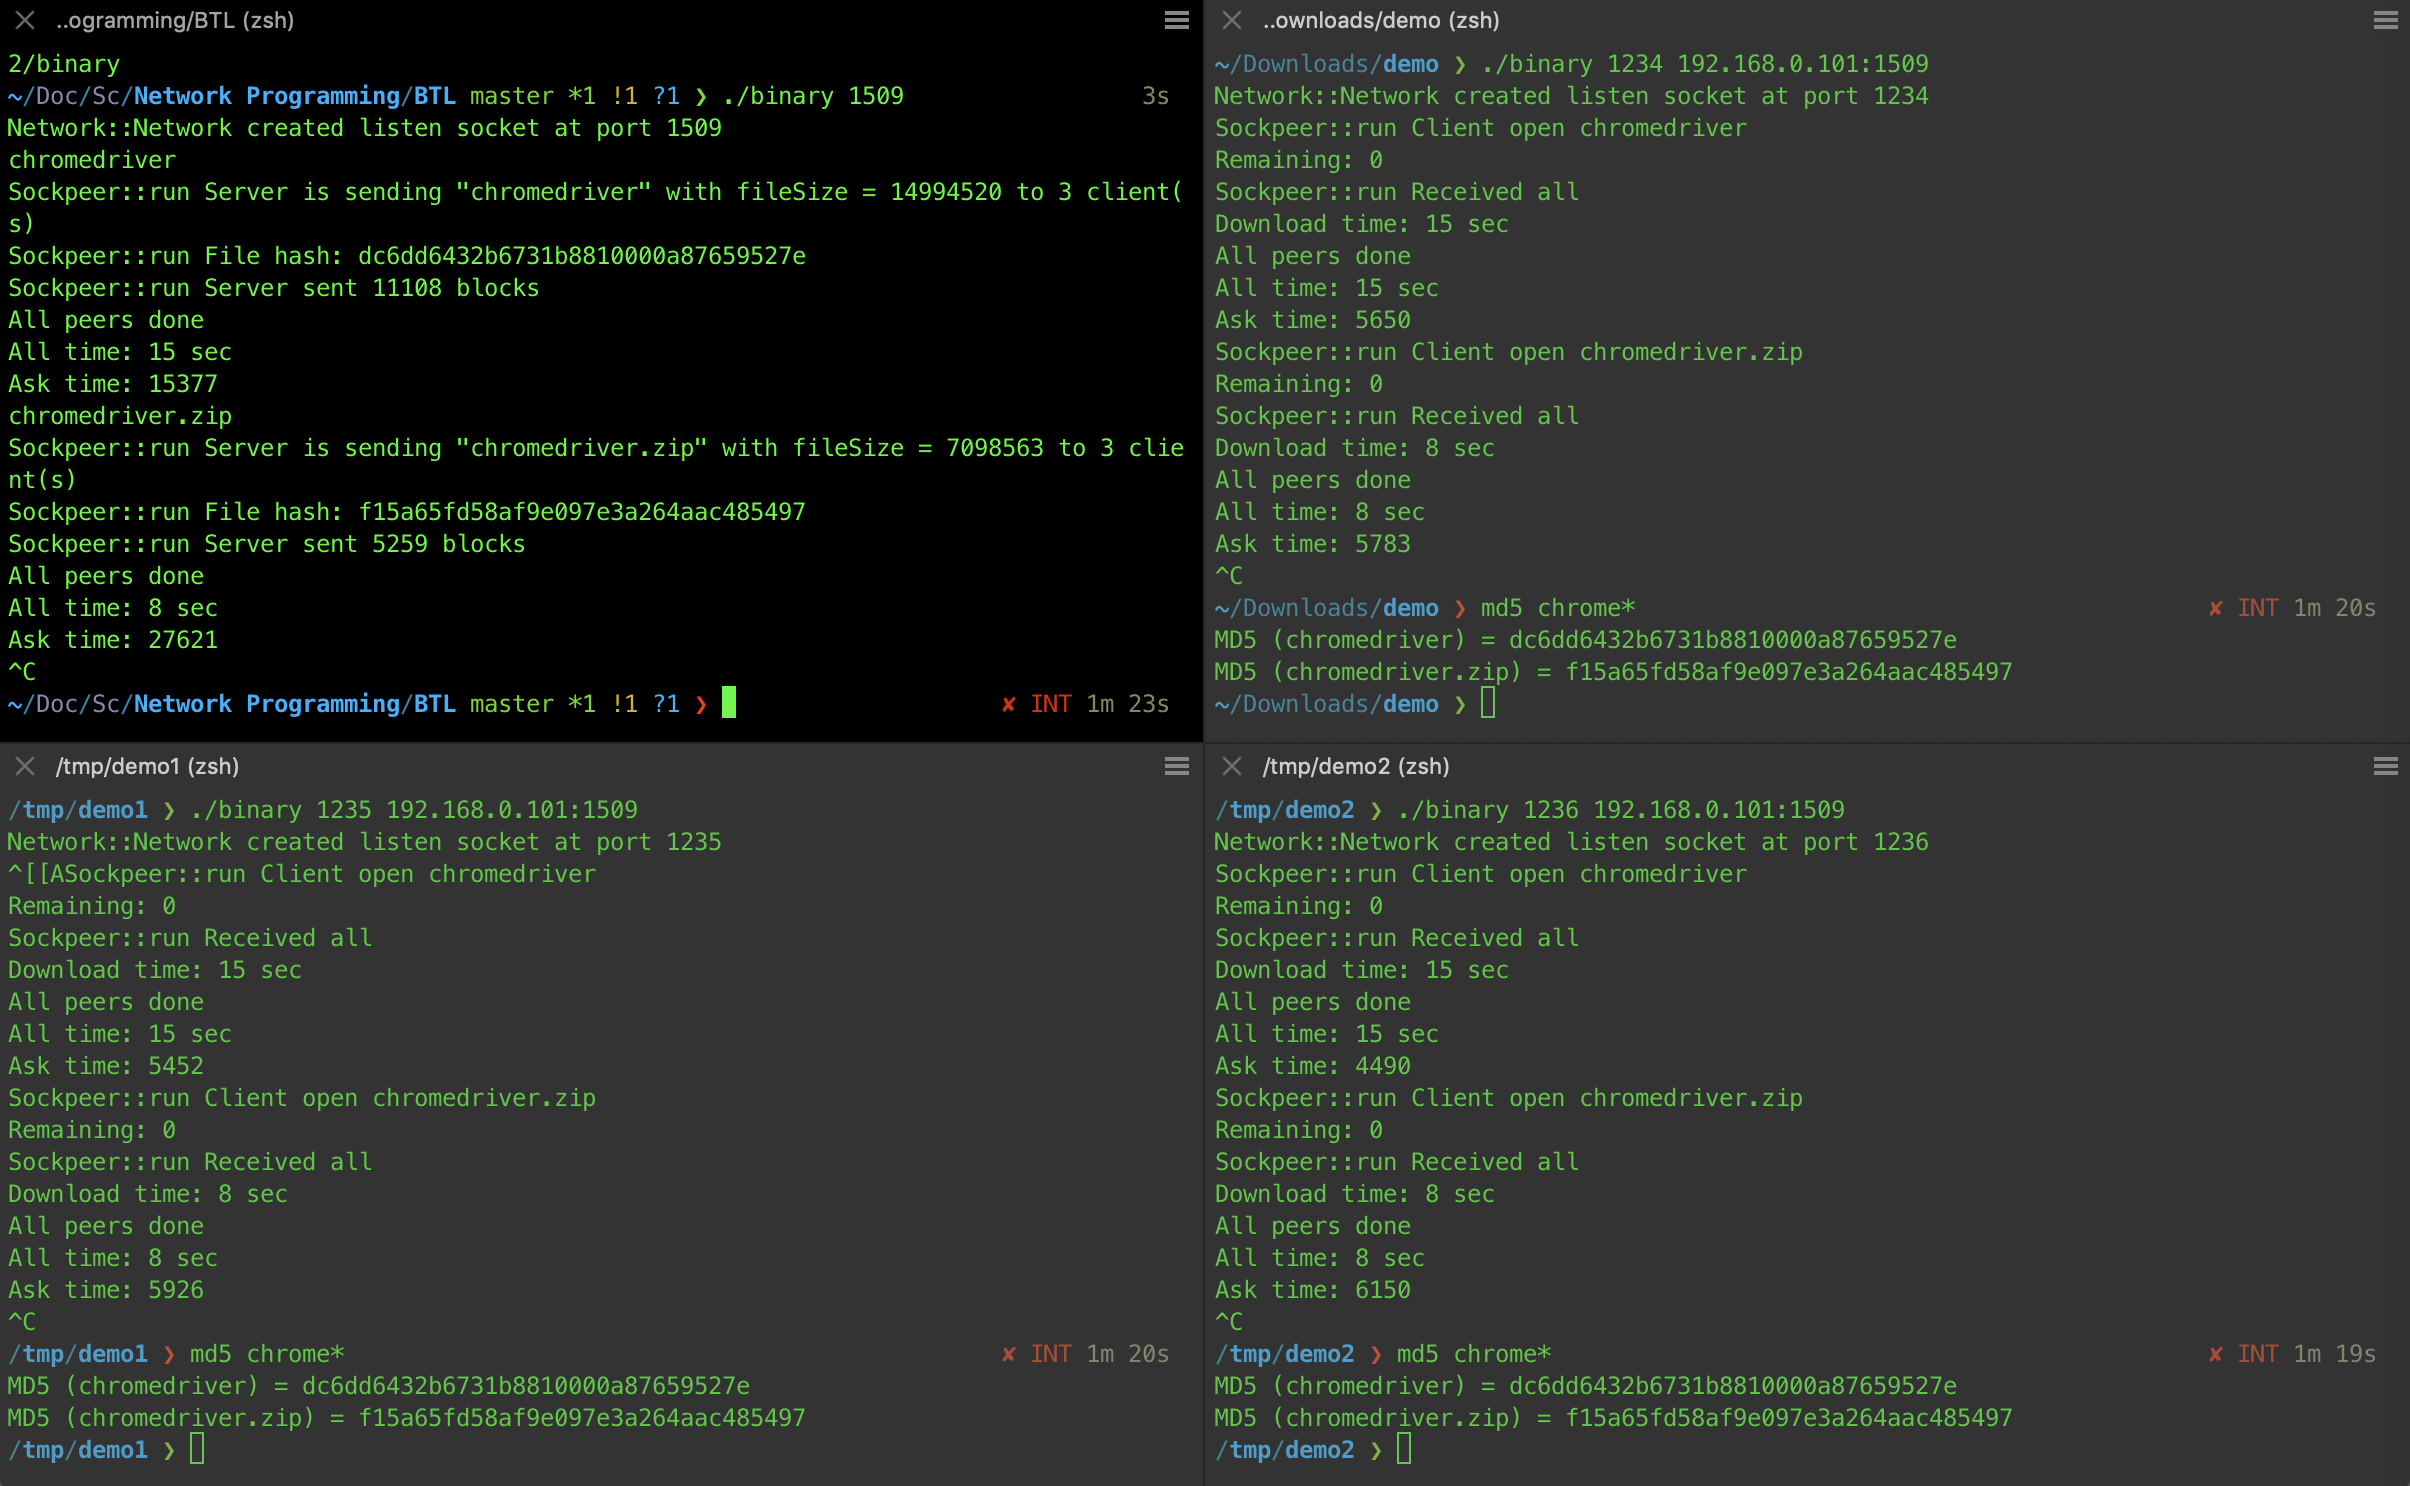 ..ogramming/BTL (zsh)
2/binary
~/Doc/Sc/Network Programming/BTL master *1 !1 ?1 ❯ ./binary 1509 3s
Network::Network created listen socket at port 1509
chromedriver
Sockpeer::run Server is sending "chromedriver" with fileSize = 14994520 to 3 client(
s)
Sockpeer::run File hash: dc6dd6432b6731b8810000a87659527e
Sockpeer::run Server sent 11108 blocks
All peers done
All time: 15 sec
Ask time: 15377
chromedriver.zip
Sockpeer::run Server is sending "chromedriver.zip" with fileSize = 7098563 to 3 clie
nt(s)
Sockpeer::run File hash: f15a65fd58af9e097e3a264aac485497
Sockpeer::run Server sent 5259 blocks
All peers done
All time: 8 sec
Ask time: 27621
^C
~/Doc/Sc/Network Programming/BTL master *1 !1 ?1 ❯ ✘ INT 1m 23s
..ownloads/demo (zsh)
~/Downloads/demo ❯ ./binary 1234 192.168.0.101:1509
Network::Network created listen socket at port 1234
Sockpeer::run Client open chromedriver
Remaining: 0
Sockpeer::run Received all
Download time: 15 sec
All peers done
All time: 15 sec
Ask time: 5650
Sockpeer::run Client open chromedriver.zip
Remaining: 0
Sockpeer::run Received all
Download time: 8 sec
All peers done
All time: 8 sec
Ask time: 5783
^C
~/Downloads/demo ❯ md5 chrome* ✘ INT 1m 20s
MD5 (chromedriver) = dc6dd6432b6731b8810000a87659527e
MD5 (chromedriver.zip) = f15a65fd58af9e097e3a264aac485497
~/Downloads/demo ❯
/tmp/demo1 (zsh)
/tmp/demo1 ❯ ./binary 1235 192.168.0.101:1509
Network::Network created listen socket at port 1235
^[[ASockpeer::run Client open chromedriver
Remaining: 0
Sockpeer::run Received all
Download time: 15 sec
All peers done
All time: 15 sec
Ask time: 5452
Sockpeer::run Client open chromedriver.zip
Remaining: 0
Sockpeer::run Received all
Download time: 8 sec
All peers done
All time: 8 sec
Ask time: 5926
^C
/tmp/demo1 ❯ md5 chrome* ✘ INT 1m 20s
MD5 (chromedriver) = dc6dd6432b6731b8810000a87659527e
MD5 (chromedriver.zip) = f15a65fd58af9e097e3a264aac485497
/tmp/demo1 ❯
/tmp/demo2 (zsh)
/tmp/demo2 ❯ ./binary 1236 192.168.0.101:1509
Network::Network created listen socket at port 1236
Sockpeer::run Client open chromedriver
Remaining: 0
Sockpeer::run Received all
Download time: 15 sec
All peers done
All time: 15 sec
Ask time: 4490
Sockpeer::run Client open chromedriver.zip
Remaining: 0
Sockpeer::run Received all
Download time: 8 sec
All peers done
All time: 8 sec
Ask time: 6150
^C
/tmp/demo2 ❯ md5 chrome* ✘ INT 1m 19s
MD5 (chromedriver) = dc6dd6432b6731b8810000a87659527e
MD5 (chromedriver.zip) = f15a65fd58af9e097e3a264aac485497
/tmp/demo2 ❯